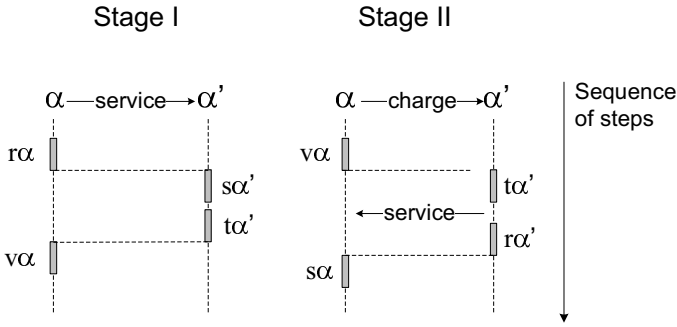 Stage I
Stage II
α service α’
α charge α’
Sequence
of steps
rα
sα’
tα’
vα
vα
tα’
service
rα’
sα